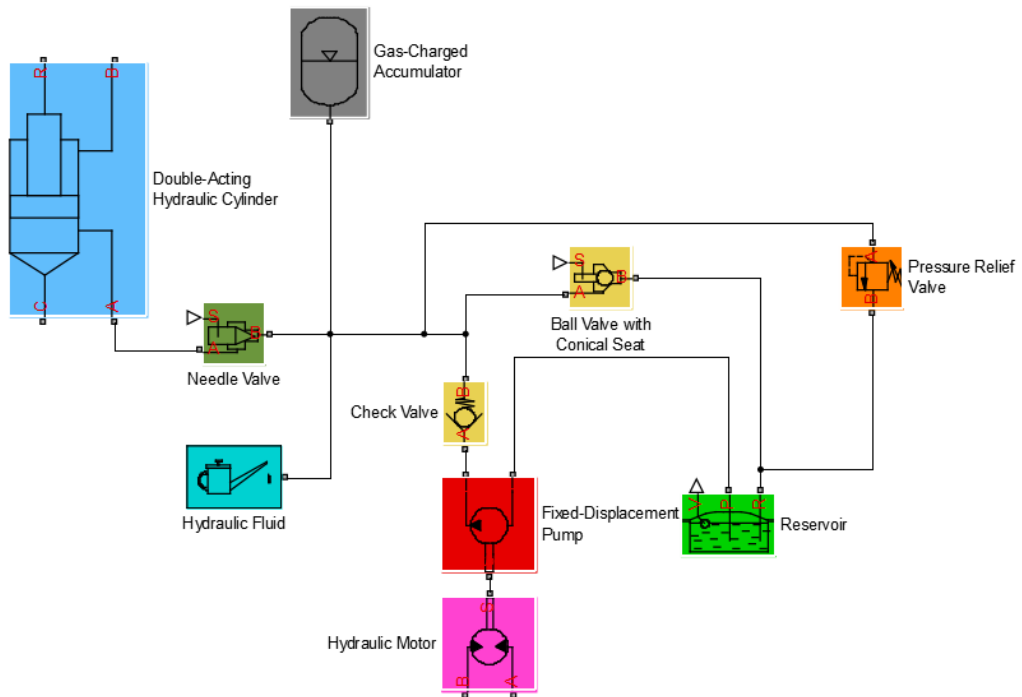 Gas-Charged
Accumulator
R
B
Double-Acting
Hydraulic Cylinder
C
A
S
A
B
Needle Valve
S
A
B
Ball Valve with
Conical Seat
A
B
Pressure Relief
Valve
B
A
Check Valve
Hydraulic Fluid
Fixed-Displacement
Pump
V
P
R
Reservoir
S
B
A
Hydraulic Motor